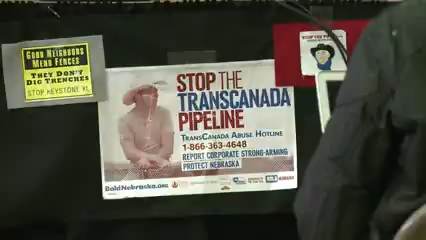 GOOD NEIGHBORS
MEND FENCES
THEY DON'T
DIG TRENCHES
STOP KEYSTONE XL
STOP THE
TRANSCANADA
PIPELINE
TRANSCANADA ABUSE HOTLINE
1-866-363-4648
REPORT CORPORATE STRONG-ARMING
PROTECT NEBRASKA
BoldNebraska.org